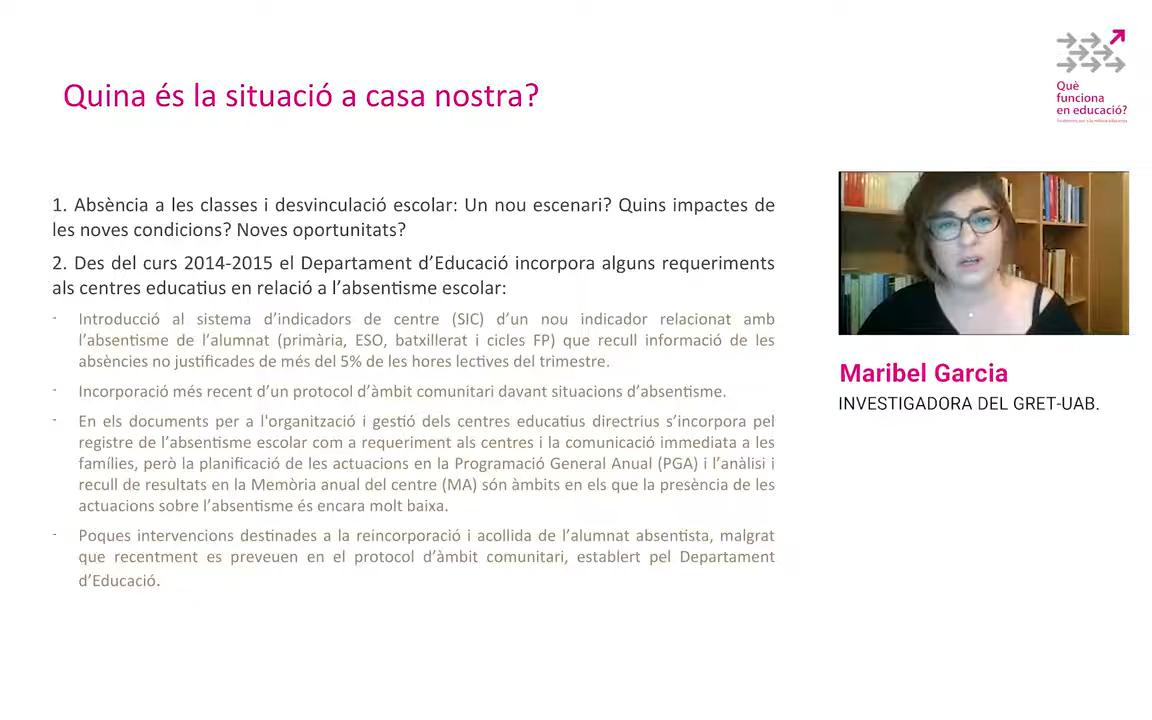 Quina és la situació a casa nostra?
Què
funciona
en educació?
1. Absència a les classes i desvinculació escolar: Un nou escenari? Quins impactes de
les noves condicions? Noves oportunitats?
2. Des del curs 2014-2015 el Departament d’Educació incorpora alguns requeriments
als centres educatius en relació a l’absentisme escolar:
- Introducció al sistema d’indicadors de centre (SIC) d’un nou indicador relacionat amb
l’absentisme de l’alumnat (primària, ESO, batxillerat i cicles FP) que recull informació de les
absències no justificades de més del 5% de les hores lectives del trimestre.
- Incorporació més recent d’un protocol d’àmbit comunitari davant situacions d’absentisme.
- En els documents per a l'organització i gestió dels centres educatius directrius s’incorpora pel
registre de l’absentisme escolar com a requeriment als centres i la comunicació immediata a les
famílies, però la planificació de les actuacions en la Programació General Anual (PGA) i l’anàlisi i
recull de resultats en la Memòria anual del centre (MA) són àmbits en els que la presència de les
actuacions sobre l’absentisme és encara molt baixa.
- Poques intervencions destinades a la reincorporació i acollida de l’alumnat absentista, malgrat
que recentment es preveuen en el protocol d’àmbit comunitari, establert pel Departament
d’Educació.
Maribel Garcia
INVESTIGADORA DEL GRET-UAB.